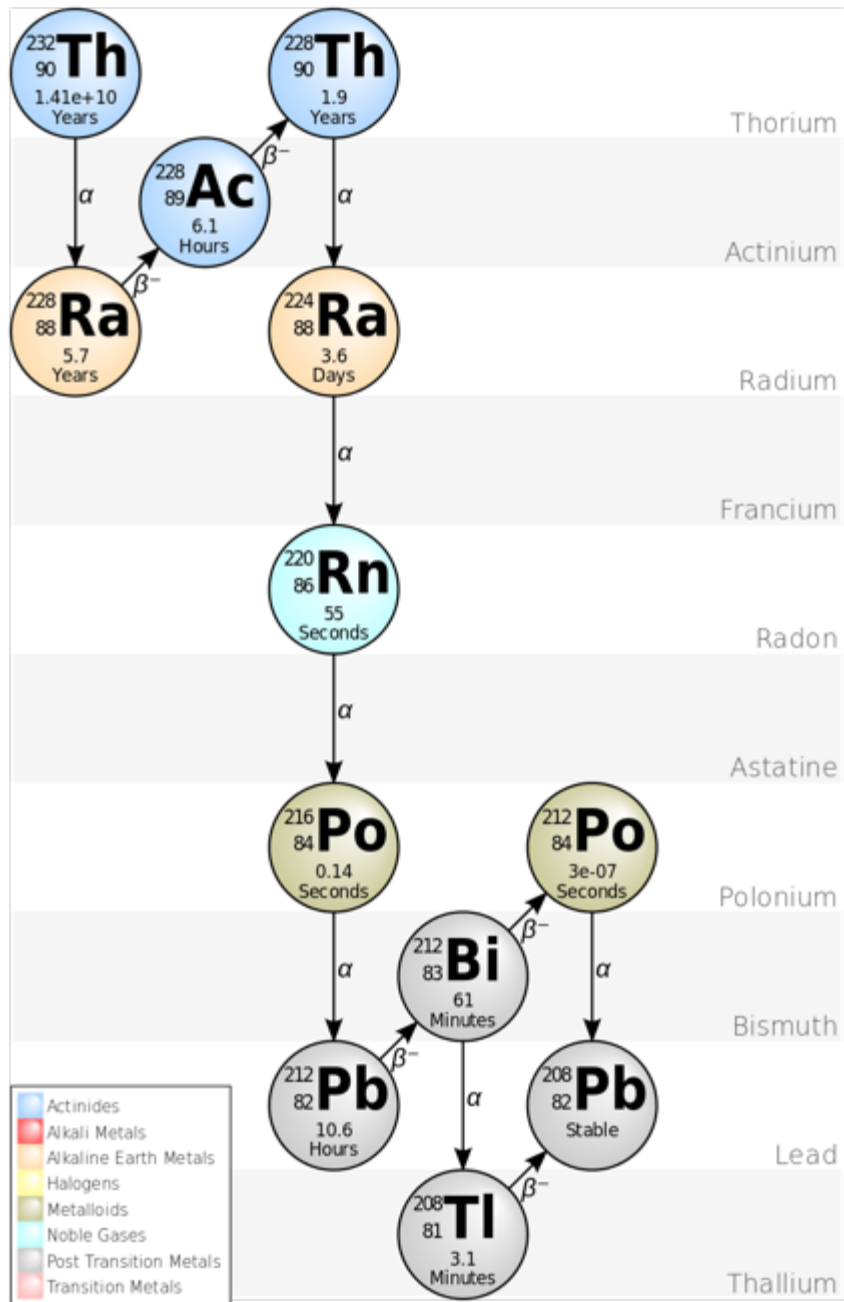 232
90
Th
1.41e+10
Years
228
90
Th
1.9
Years
Thorium
α
β⁻
228
89
Ac
6.1
Hours
α
Actinium
β⁻
228
88
Ra
5.7
Years
224
88
Ra
3.6
Days
Radium
α
Francium
220
86
Rn
55
Seconds
Radon
α
Astatine
216
84
Po
0.14
Seconds
212
84
Po
3e-07
Seconds
Polonium
α
β⁻
212
83
Bi
61
Minutes
α
Bismuth
β⁻
212
82
Pb
10.6
Hours
α
208
82
Pb
Stable
Lead
β⁻
208
81
Tl
3.1
Minutes
Thallium
Actinides
Alkali Metals
Alkaline Earth Metals
Halogens
Metalloids
Noble Gases
Post Transition Metals
Transition Metals